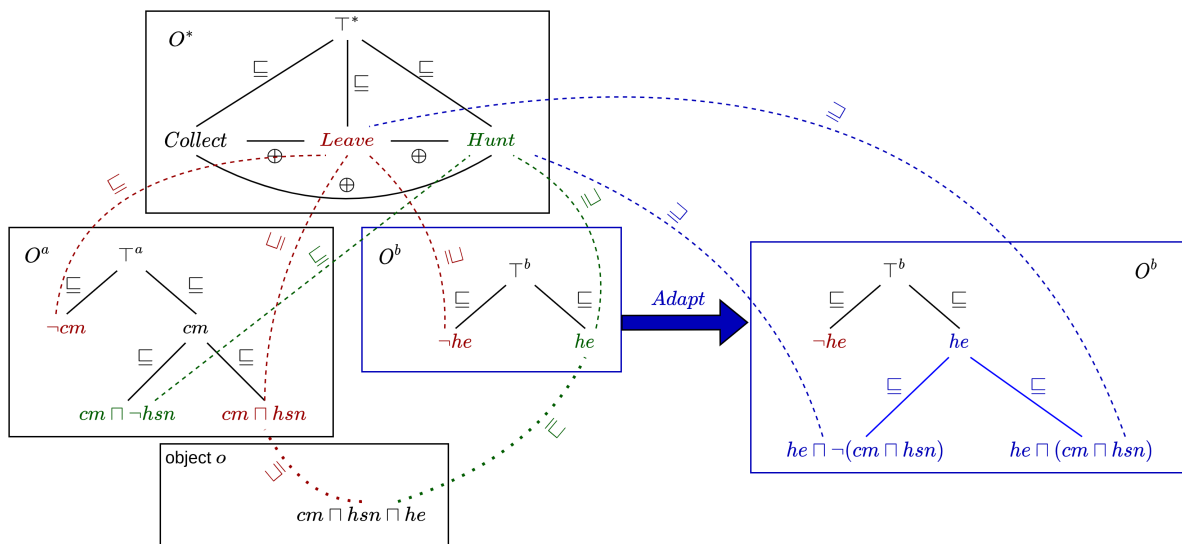 ⊤*
O*
⊑ ⊑ ⊑
Collect Leave Hunt
⊕ ⊕
⊕
⊑
⊑
⊑ ⊑ ⊑
⊑
⊑
O^a ⊤^a
⊑ ⊑
¬cm cm
⊑ ⊑
cm ⊓ ¬hsn cm ⊓ hsn
O^b ⊤^b
⊑ ⊑
¬he he
Adapt
⊤^b O^b
⊑ ⊑
¬he he
⊑ ⊑
he ⊓ ¬(cm ⊓ hsn) he ⊓ (cm ⊓ hsn)
object o
⊑ ⊑
cm ⊓ hsn ⊓ he